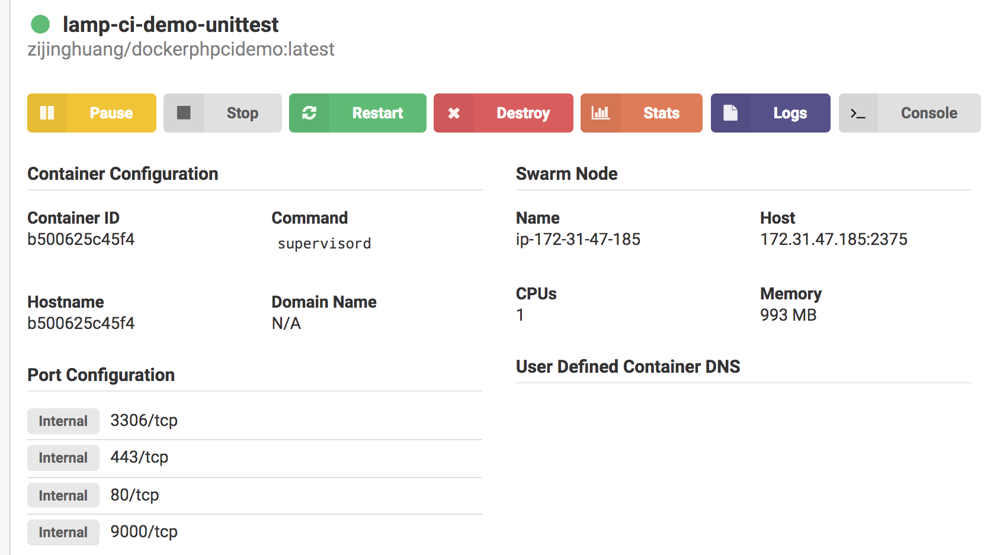 lamp-ci-demo-unittest
zijinghuang/dockerphpcidemo:latest
Pause Stop Restart Destroy Stats Logs >_ Console
Container Configuration
Container ID Command
b500625c45f4 supervisord
Hostname Domain Name
b500625c45f4 N/A
Port Configuration
Internal 3306/tcp
Internal 443/tcp
Internal 80/tcp
Internal 9000/tcp
Swarm Node
Name Host
ip-172-31-47-185 172.31.47.185:2375
CPUs Memory
1 993 MB
User Defined Container DNS